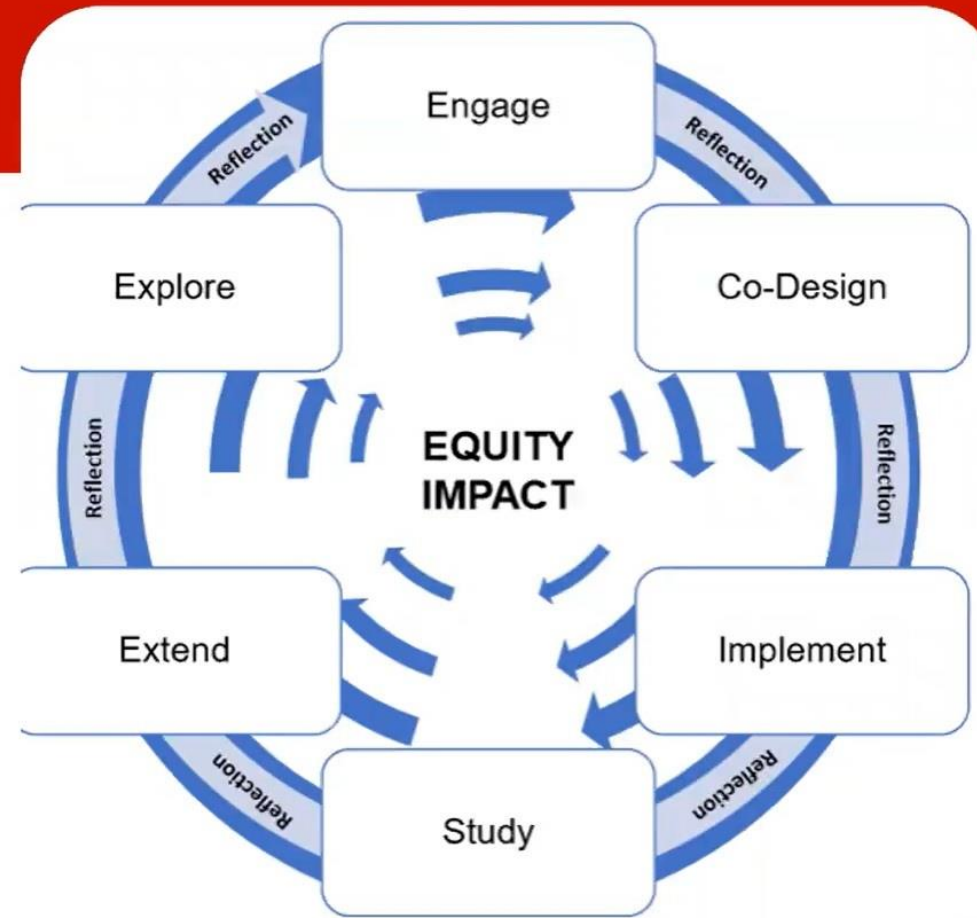 Engage
Reflection
Co-Design
Reflection
Implement
Reflection
Study
Reflection
Extend
Reflection
Explore
Reflection
EQUITY
IMPACT